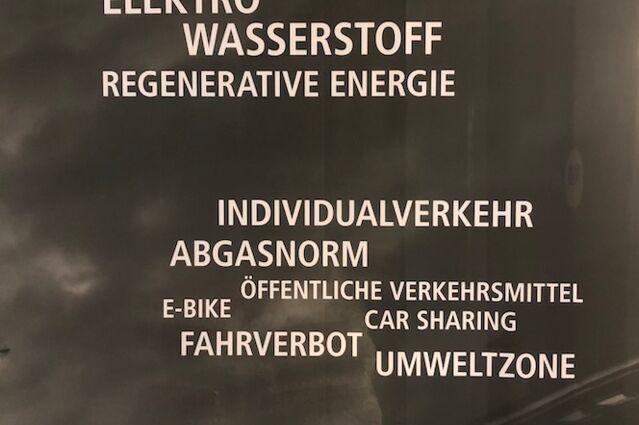 ELEKTRO
WASSERSTOFF
REGENERATIVE ENERGIE
INDIVIDUALVERKEHR
ABGASNORM
ÖFFENTLICHE VERKEHRSMITTEL
E-BIKE
CAR SHARING
FAHRVERBOT
UMWELTZONE